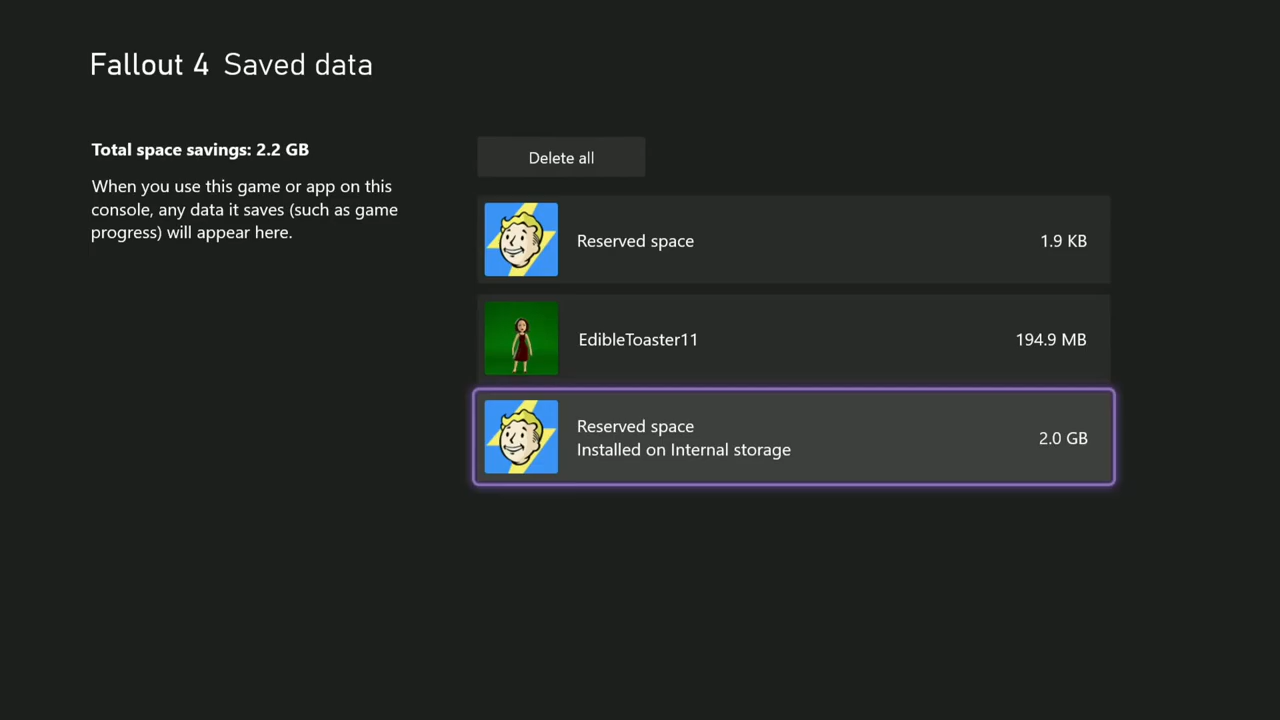 Fallout 4 Saved data
Total space savings: 2.2 GB
When you use this game or app on this
console, any data it saves (such as game
progress) will appear here.
Delete all
Reserved space 1.9 KB
EdibleToaster11 194.9 MB
Reserved space
Installed on Internal storage
2.0 GB